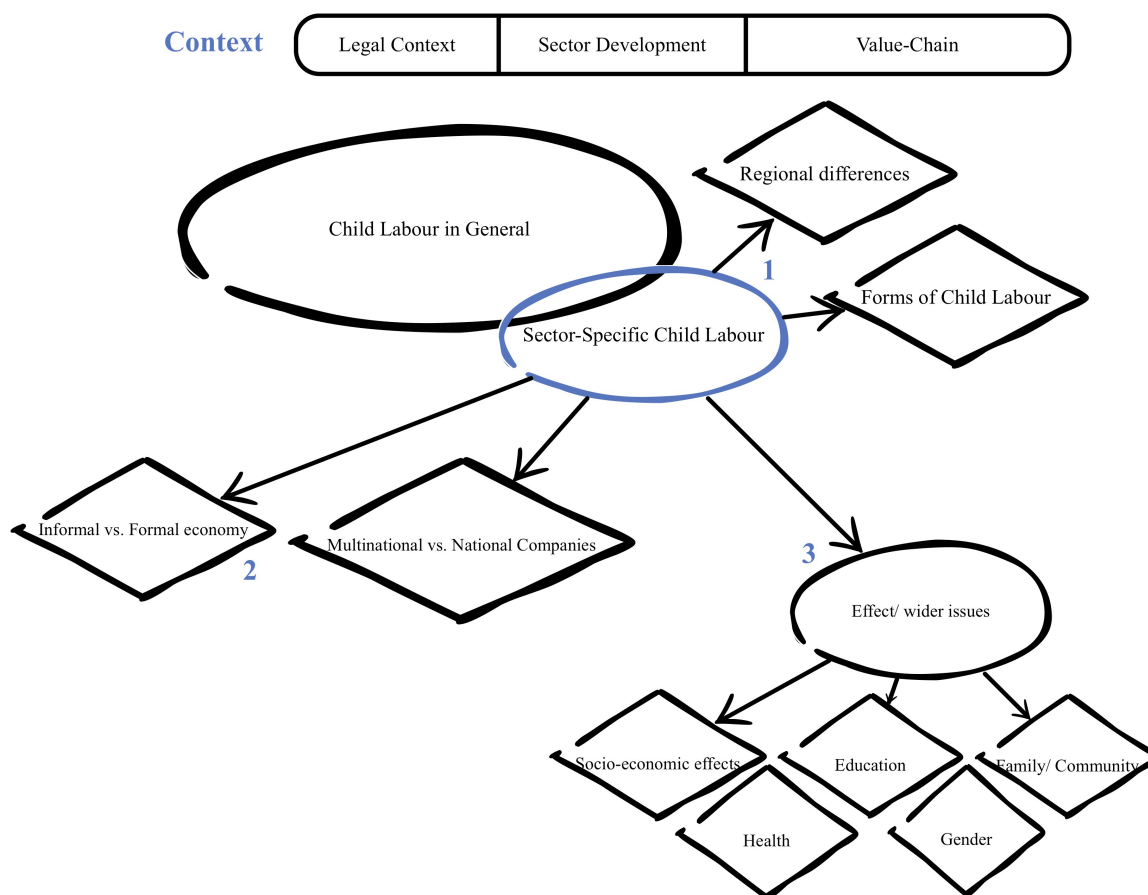 Context
Legal Context
Sector Development
Value-Chain
Regional differences
Child Labour in General
1
Forms of Child Labour
Sector-Specific Child Labour
Informal vs. Formal economy
Multinational vs. National Companies
2
3
Effect/ wider issues
Socio-economic effects
Education
Family/ Community
Health
Gender